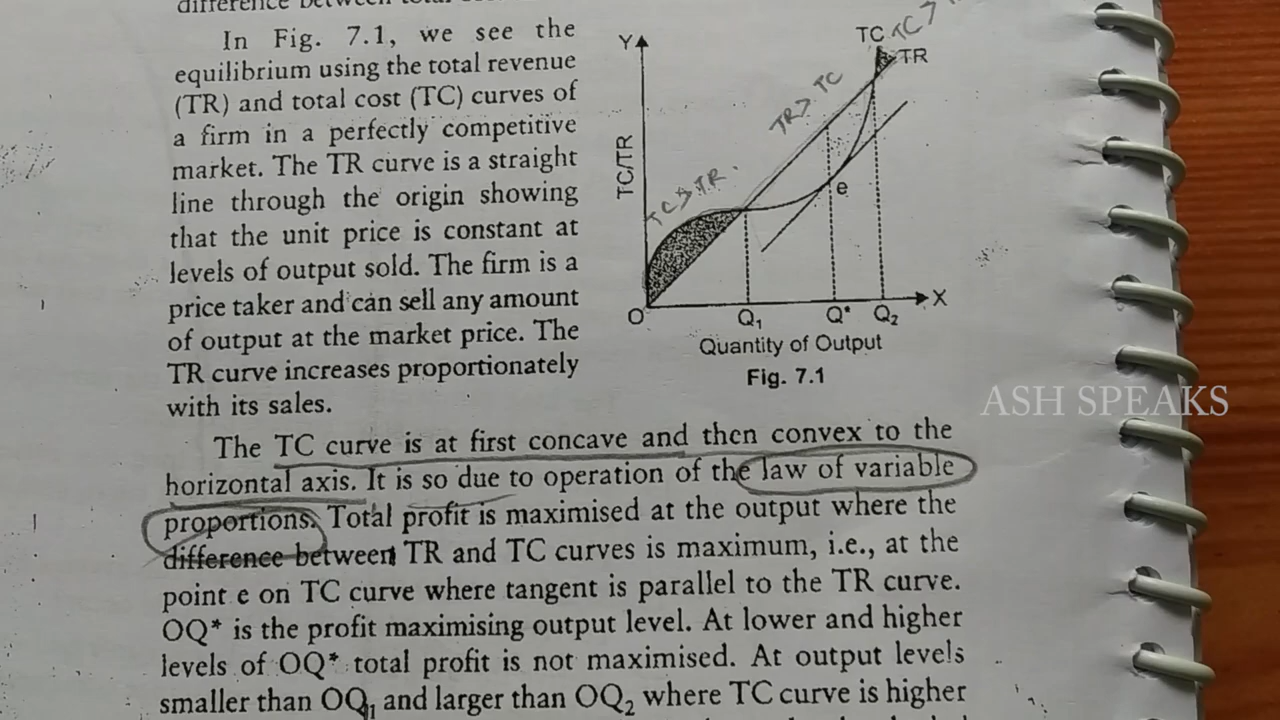 difference between total
In Fig. 7.1, we see the
equilibrium using the total revenue
(TR) and total cost (TC) curves of
a firm in a perfectly competitive
market. The TR curve is a straight
line through the origin showing
that the unit price is constant at
levels of output sold. The firm is a
price taker and can sell any amount
of output at the market price. The
TR curve increases proportionately
with its sales.
Y
TC TC >
TR
TR > TC
TC/TR
TC > TR.
e
O
Q₁
Q*
Q₂
X
Quantity of Output
Fig. 7.1
ASH SPEAKS
The TC curve is at first concave and then convex to the
horizontal axis. It is so due to operation of the law of variable
proportions. Total profit is maximised at the output where the
difference between TR and TC curves is maximum, i.e., at the
point e on TC curve where tangent is parallel to the TR curve.
OQ* is the profit maximising output level. At lower and higher
levels of OQ* total profit is not maximised. At output levels
smaller than OQ₁ and larger than OQ₂ where TC curve is higher